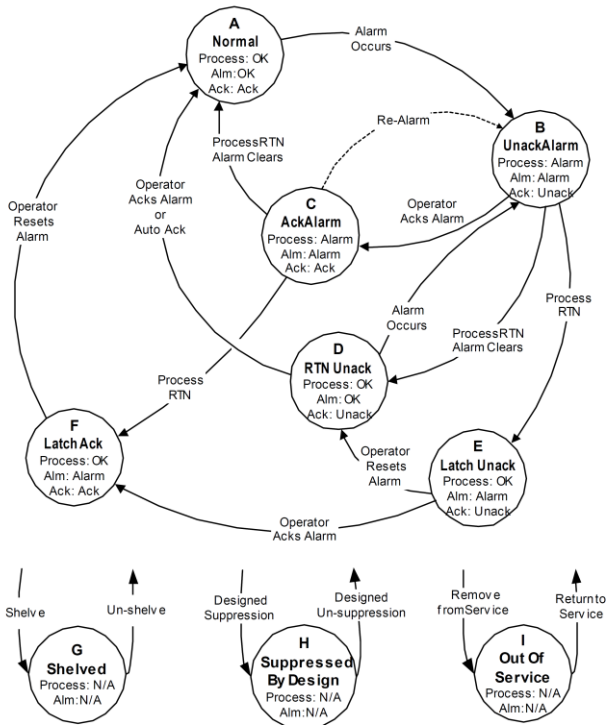 A
Normal
Process: OK
Alm:OK
Ack: Ack
Alarm
Occurs
Re-Alarm
B
UnackAlarm
Process: Alarm
Alm: Alarm
Ack: Unack
ProcessRTN
Alarm Clears
Operator
Acks Alarm
or
Auto Ack
Operator
Resets
Alarm
C
AckAlarm
Process: Alarm
Alm: Alarm
Ack: Ack
Operator
Acks Alarm
Alarm
Occurs
ProcessRTN
Alarm Clears
Process
RTN
D
RTN Unack
Process: OK
Alm: OK
Ack: Unack
Process
RTN
F
Latch Ack
Process: OK
Alm: Alarm
Ack: Ack
Operator
Resets
Alarm
E
Latch Unack
Process: OK
Alm: Alarm
Ack: Unack
Operator
Acks Alarm
Shelve
Un-shelve
G
Shelved
Process: N/A
Alm:N/A
Designed
Suppression
Designed
Un-suppression
H
Suppressed
By Design
Process: N/A
Alm:N/A
Remove
fromService
Return to
Service
I
Out Of
Service
Process: N/A
Alm:N/A